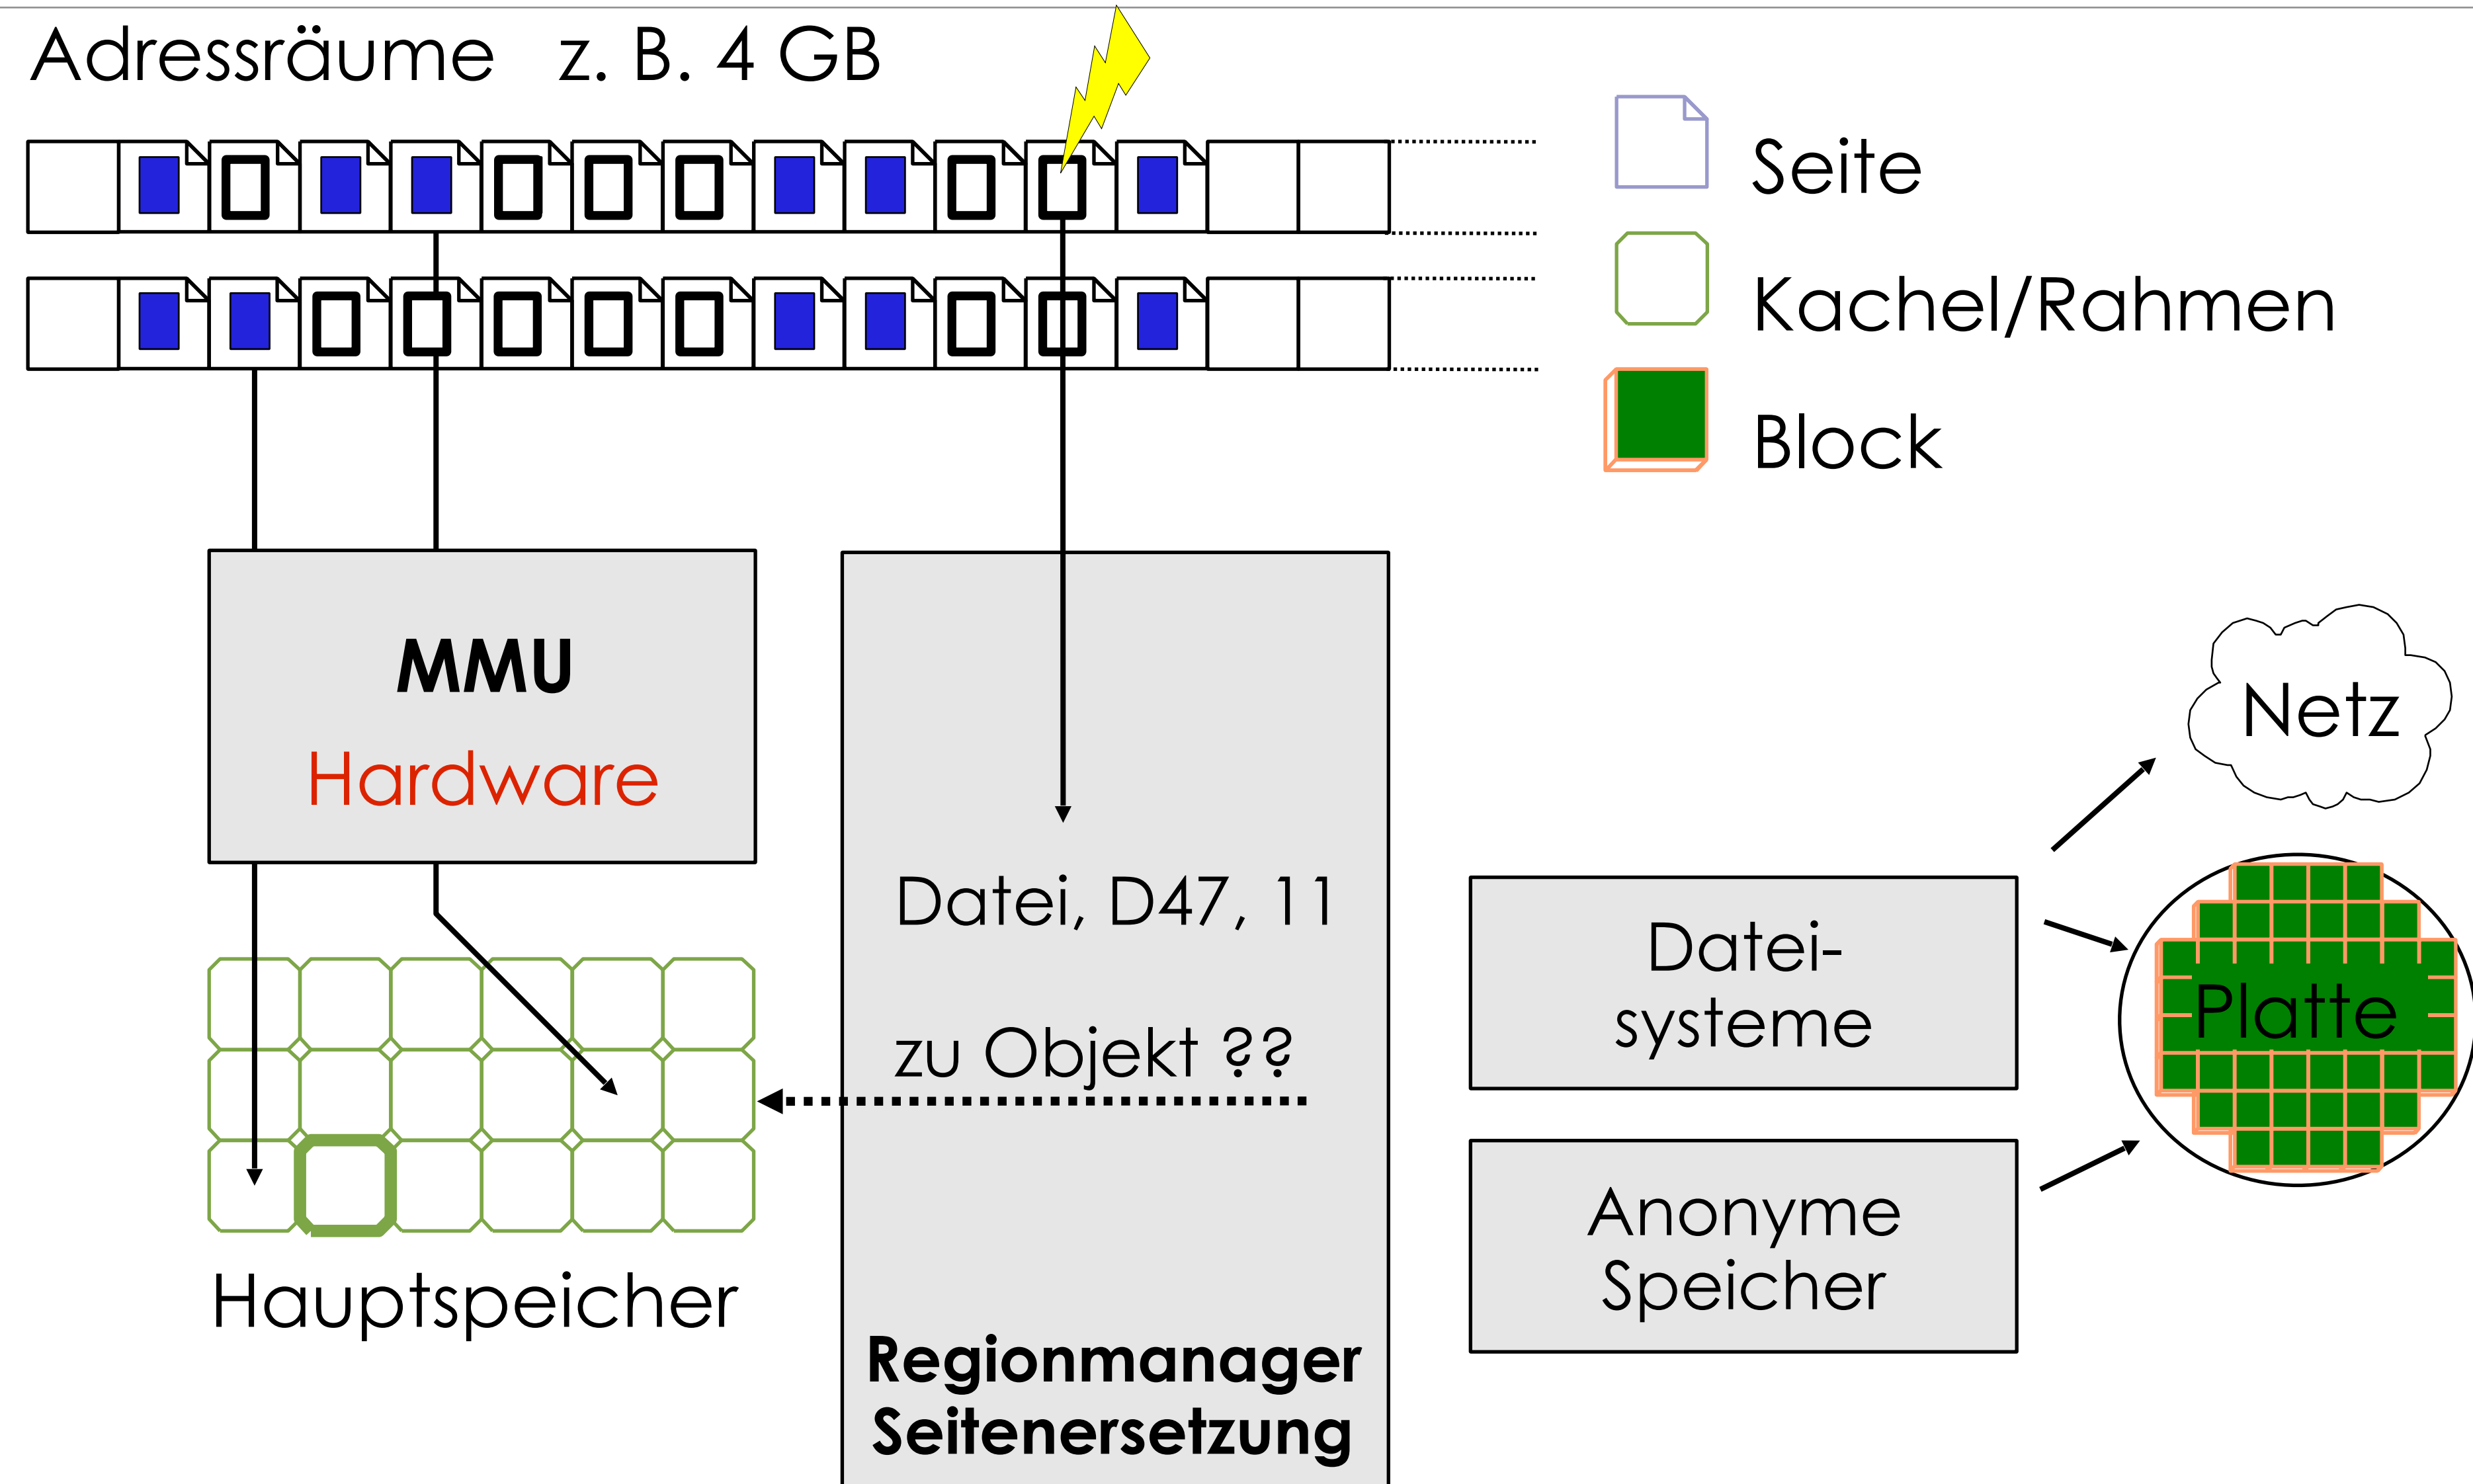 Adressräume z. B. 4 GB
Seite
Kachel/Rahmen
Block
MMU
Hardware
Hauptspeicher
Datei, D47, 11
zu Objekt ??
Regionmanager
Seitenersetzung
Datei-
systeme
Anonyme
Speicher
Netz
Platte